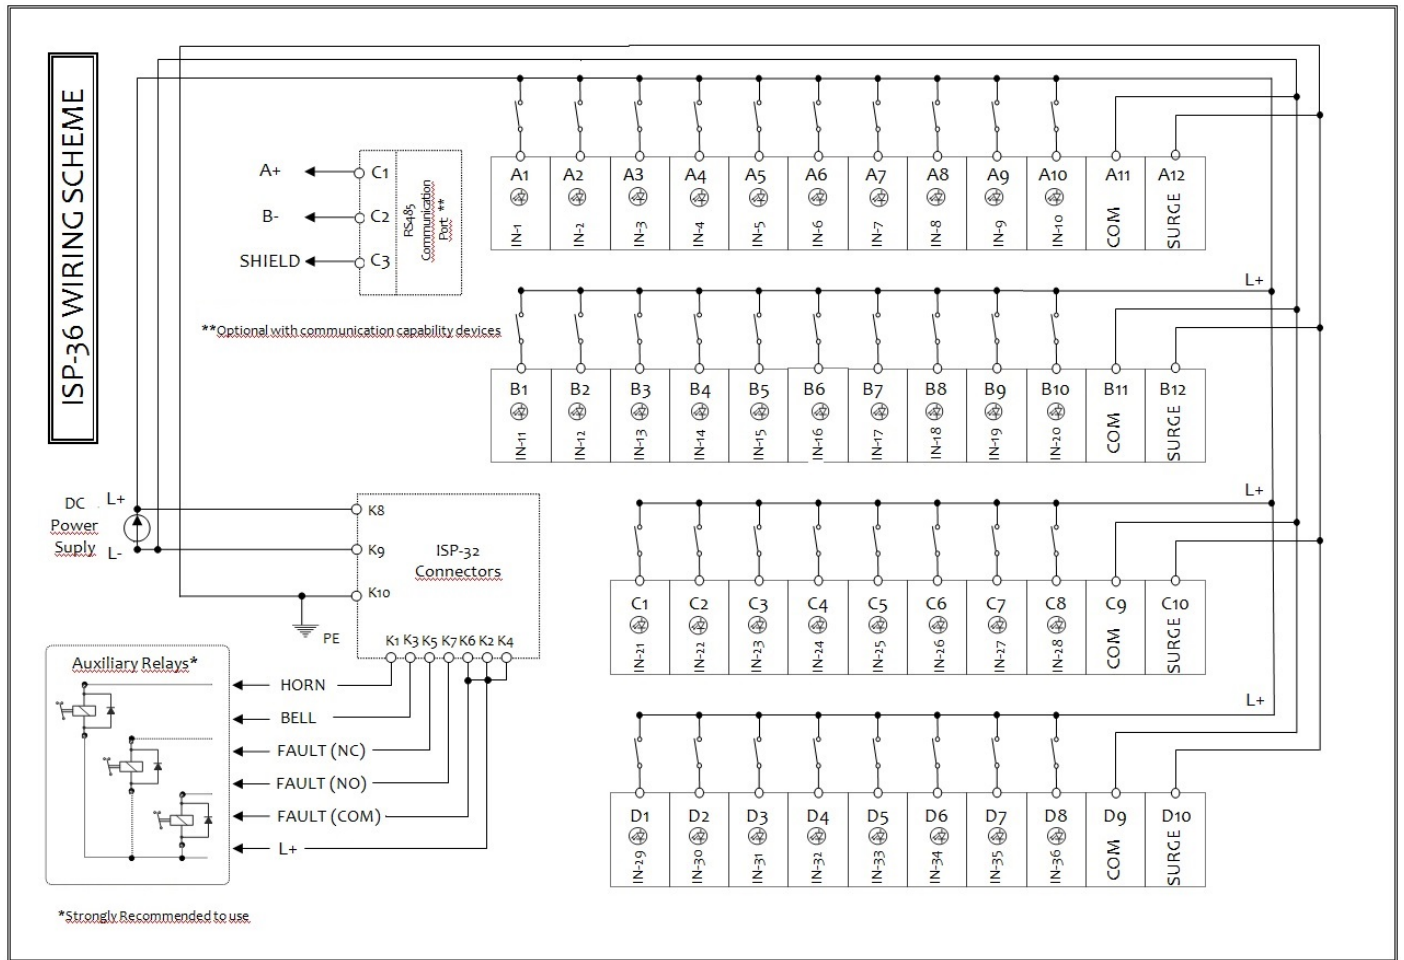 ISP-36 WIRING SCHEME
A+ C1
B- C2
SHIELD C3
RS485
Communication
Port **
**Optional with communication capability devices
A1 A2 A3 A4 A5 A6 A7 A8 A9 A10 A11 A12
IN-1 IN-2 IN-3 IN-4 IN-5 IN-6 IN-7 IN-8 IN-9 IN-10 COM SURGE
L+
B1 B2 B3 B4 B5 B6 B7 B8 B9 B10 B11 B12
IN-11 IN-12 IN-13 IN-14 IN-15 IN-16 IN-17 IN-18 IN-19 IN-20 COM SURGE
L+
C1 C2 C3 C4 C5 C6 C7 C8 C9 C10
IN-21 IN-22 IN-23 IN-24 IN-25 IN-26 IN-27 IN-28 COM SURGE
L+
D1 D2 D3 D4 D5 D6 D7 D8 D9 D10
IN-29 IN-30 IN-31 IN-32 IN-33 IN-34 IN-35 IN-36 COM SURGE
DC
Power
Suply
L+
L-
K8
K9
K10
ISP-32
Connectors
PE
K1 K3 K5 K7 K6 K2 K4
Auxiliary Relays*
HORN
BELL
FAULT (NC)
FAULT (NO)
FAULT (COM)
L+
*Strongly Recommended to use